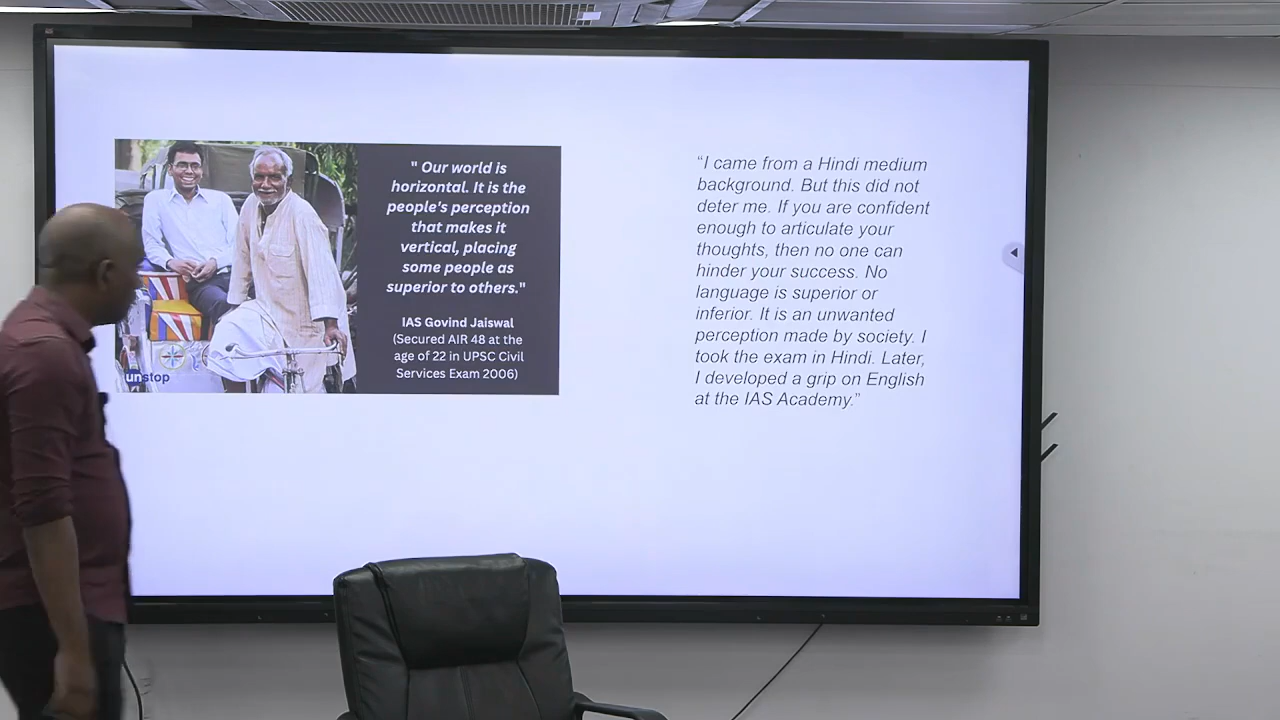 " Our world is
horizontal. It is the
people's perception
that makes it
vertical, placing
some people as
superior to others."
IAS Govind Jaiswal
(Secured AIR 48 at the
age of 22 in UPSC Civil
Services Exam 2006)
unstop
“I came from a Hindi medium
background. But this did not
deter me. If you are confident
enough to articulate your
thoughts, then no one can
hinder your success. No
language is superior or
inferior. It is an unwanted
perception made by society. I
took the exam in Hindi. Later,
I developed a grip on English
at the IAS Academy.”